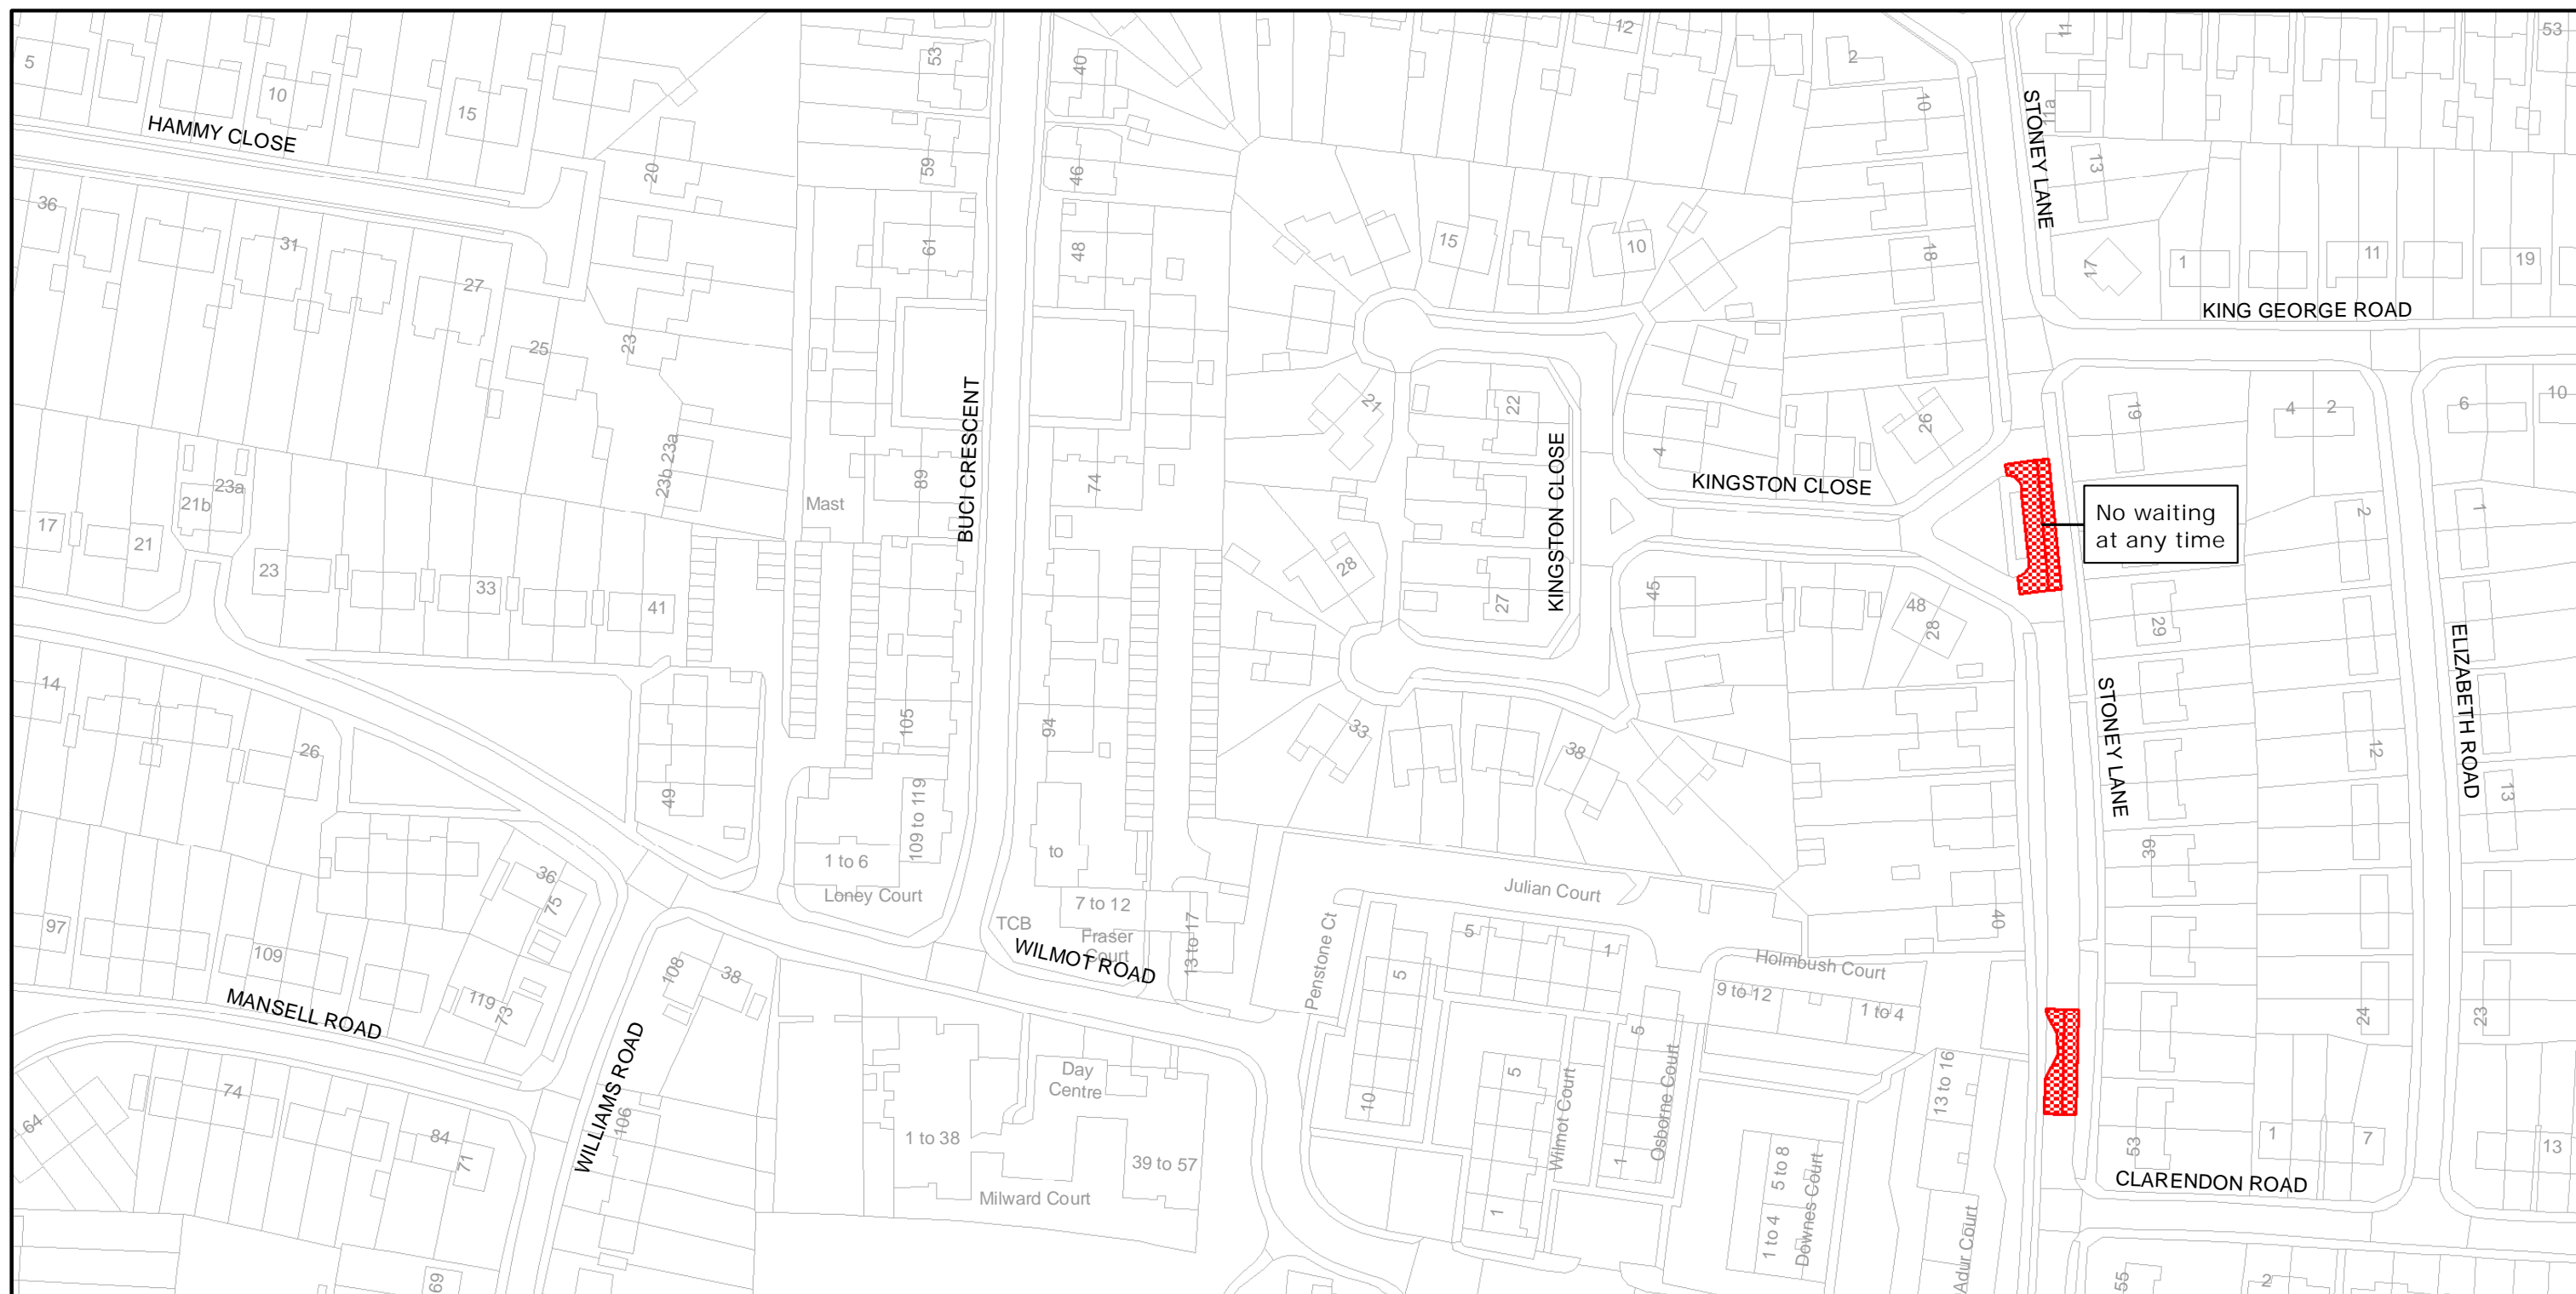 5
10
15
HAMMY CLOSE
20
36
31
27
25
23
23a
23b
53
59
61
40
46
48
12
2
10
18
26
STONEY LANE
11
11a
13
17
53
1
11
19
KING GEORGE ROAD
15
10
21
22
4
KINGSTON CLOSE
KINGSTON CLOSE
BUCI CRESCENT
89
74
Mast
17
21
21b
23a
23
33
41
19
4
2
6
10
No waiting
at any time
2
1
28
27
45
48
28
29
14
26
49
105
94
33
38
STONEY LANE
ELIZABETH ROAD
12
13
39
1 to 6
109 to 119
Loney Court
to
7 to 12
Fraser
Court
13 to 17
TCB
WILMOT ROAD
36
75
97
109
119
73
MANSELL ROAD
108
38
WILLIAMS ROAD
106
Julian Court
Penstone Ct
5
10
5
1
40
Holmbush Court
9 to 12
1 to 4
24
23
5
1
Wilmot Court
5
1
Osborne Court
13 to 16
Adur Court
5 to 8
1 to 4
Downes Court
Day
Centre
1 to 38
39 to 57
Milward Court
64
74
84
71
69
53
1
7
13
CLARENDON ROAD
55
2